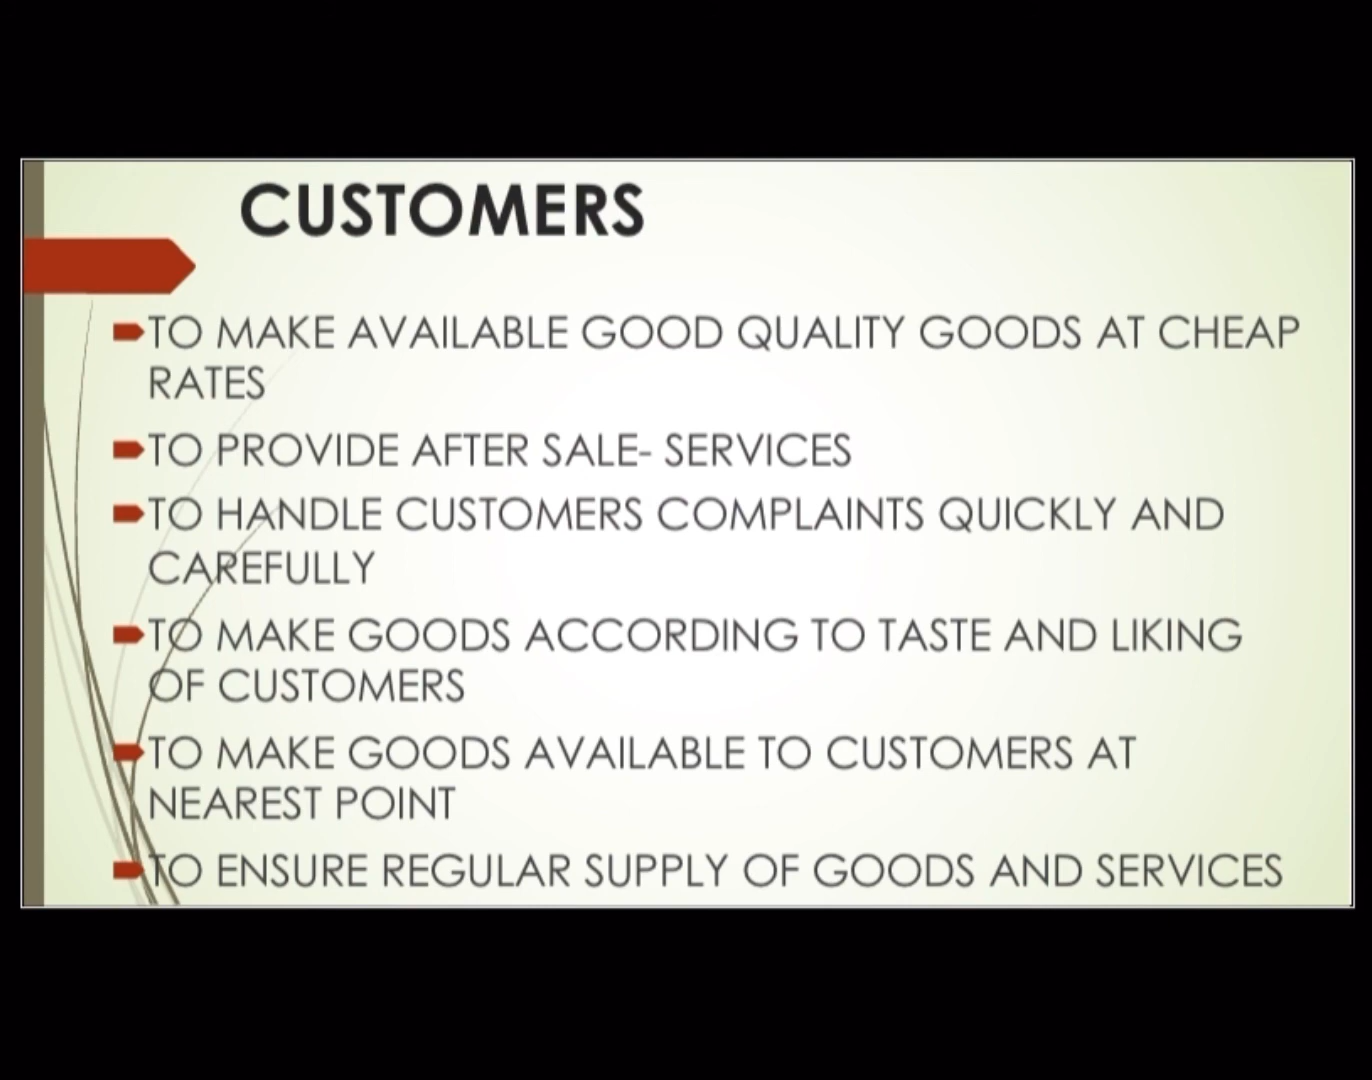 CUSTOMERS
TO MAKE AVAILABLE GOOD QUALITY GOODS AT CHEAP
RATES
TO PROVIDE AFTER SALE- SERVICES
TO HANDLE CUSTOMERS COMPLAINTS QUICKLY AND
CAREFULLY
TO MAKE GOODS ACCORDING TO TASTE AND LIKING
OF CUSTOMERS
TO MAKE GOODS AVAILABLE TO CUSTOMERS AT
NEAREST POINT
TO ENSURE REGULAR SUPPLY OF GOODS AND SERVICES